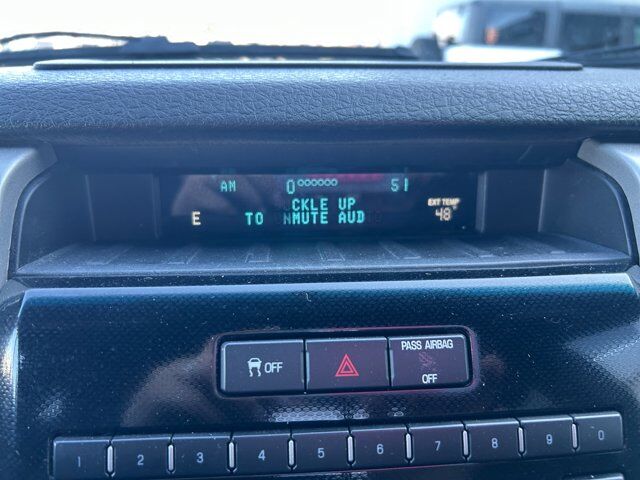 AM 0 51
CKLE UP
E TO NMUTE AUD
EXT TEMP
48°
OFF
PASS AIRBAG
OFF
1 2 3 4 5 6 7 8 9 0